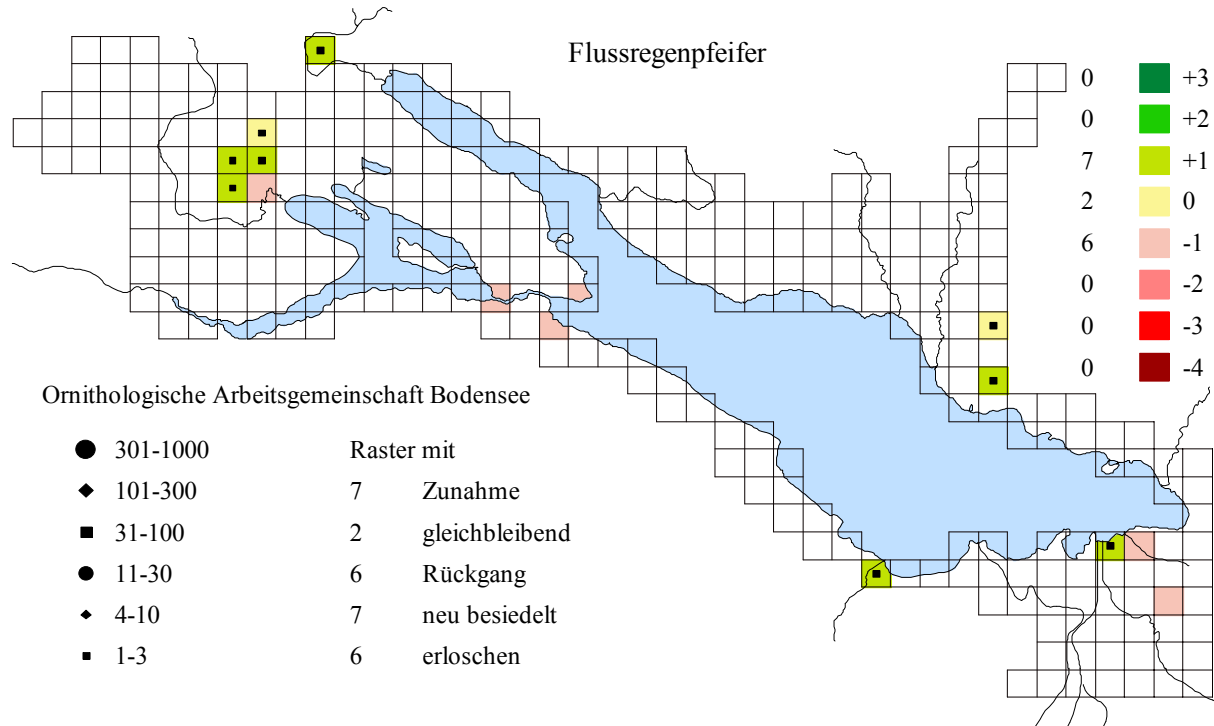 Flussregenpfeifer
0 +3
0 +2
7 +1
2 0
6 -1
0 -2
0 -3
0 -4
Ornithologische Arbeitsgemeinschaft Bodensee
301-1000 Raster mit
101-300 7 Zunahme
31-100 2 gleichbleibend
11-30 6 Rückgang
4-10 7 neu besiedelt
1-3 6 erloschen